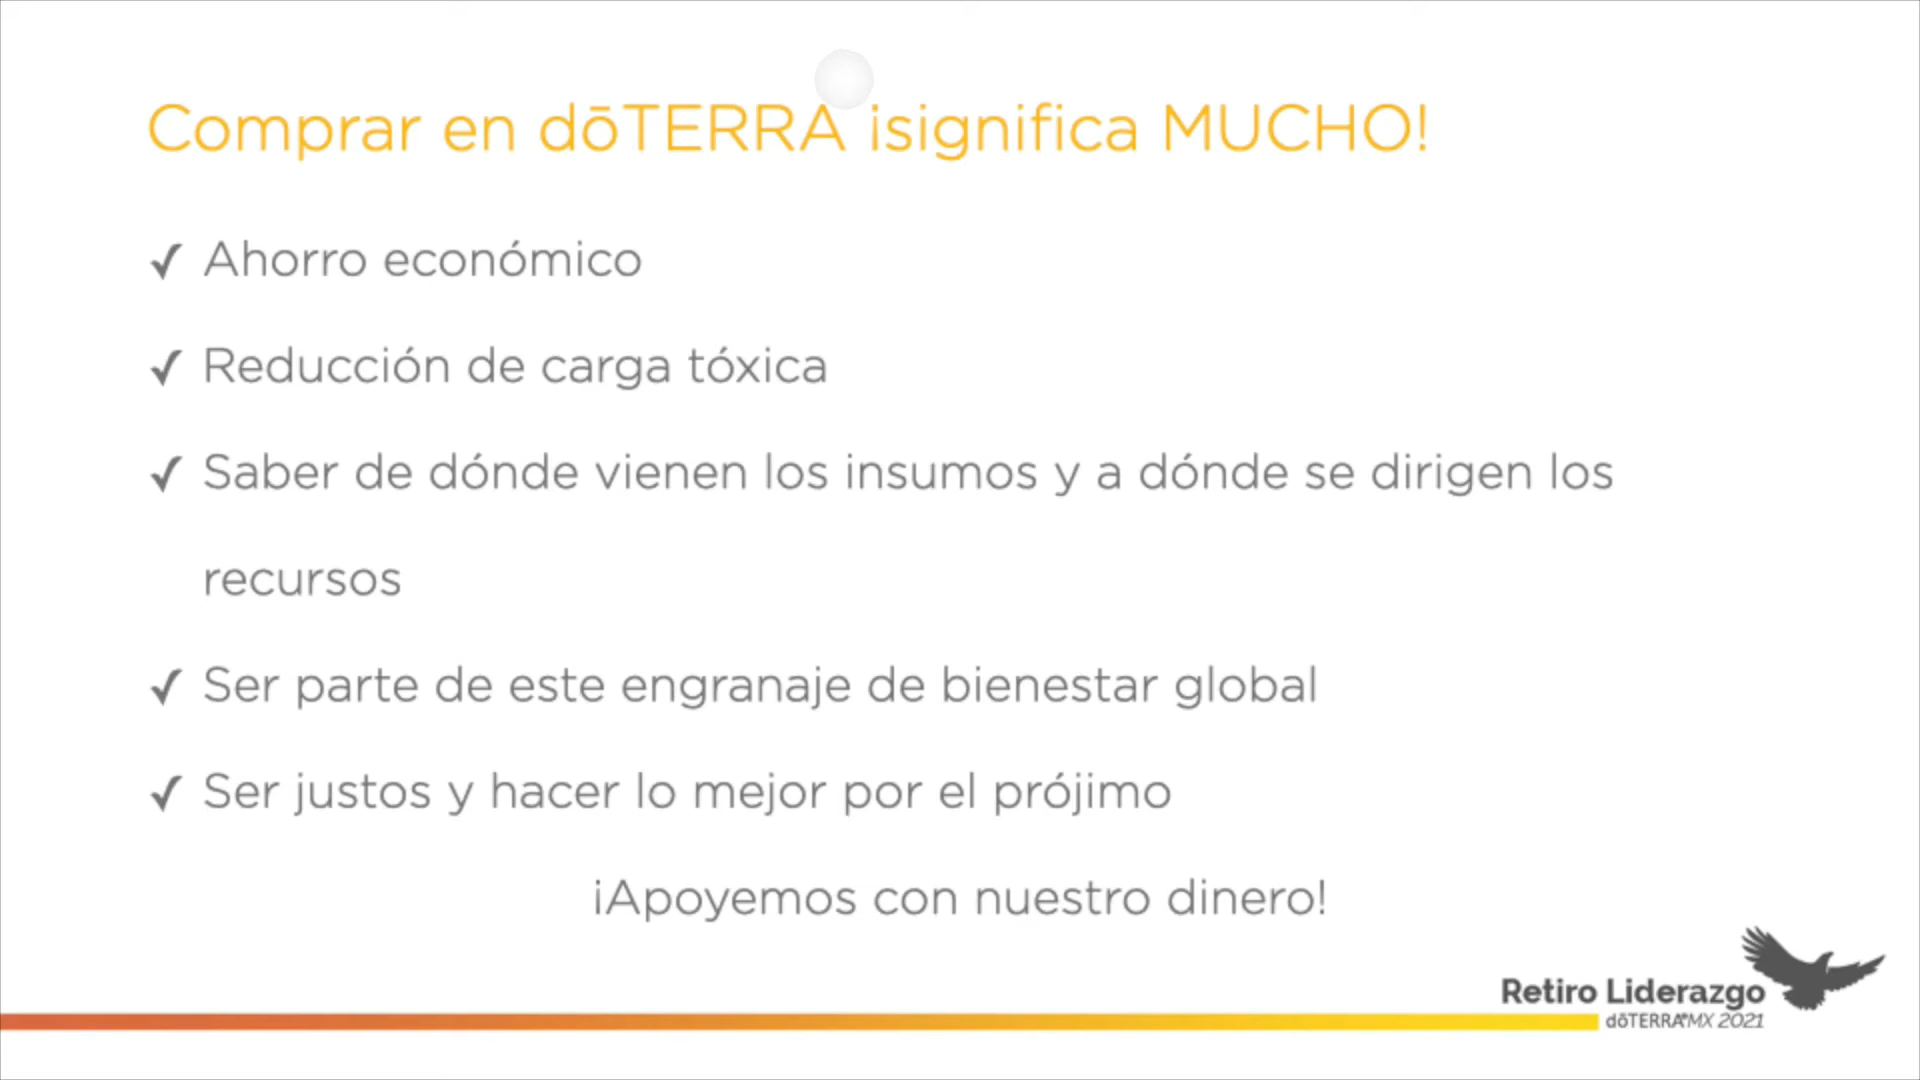 Comprar en dōTERRA ¡significa MUCHO!
✓ Ahorro económico
✓ Reducción de carga tóxica
✓ Saber de dónde vienen los insumos y a dónde se dirigen los
recursos
✓ Ser parte de este engranaje de bienestar global
✓ Ser justos y hacer lo mejor por el prójimo
¡Apoyemos con nuestro dinero!
Retiro Liderazgo
dōTERRA®MX 2021